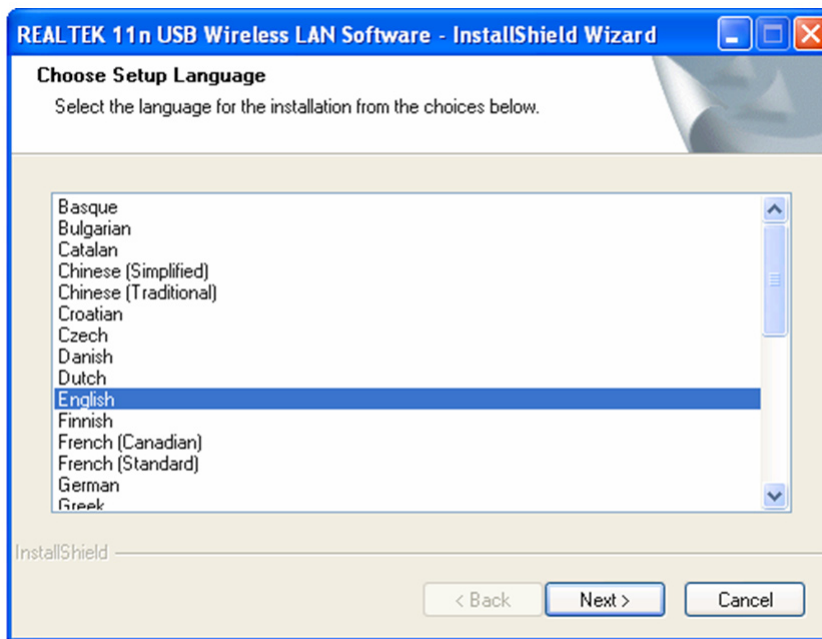 REALTEK 11n USB Wireless LAN Software - InstallShield Wizard
Choose Setup Language
Select the language for the installation from the choices below.
Basque
Bulgarian
Catalan
Chinese (Simplified)
Chinese (Traditional)
Croatian
Czech
Danish
Dutch
English
Finnish
French (Canadian)
French (Standard)
German
Greek
InstallShield
< Back
Next >
Cancel